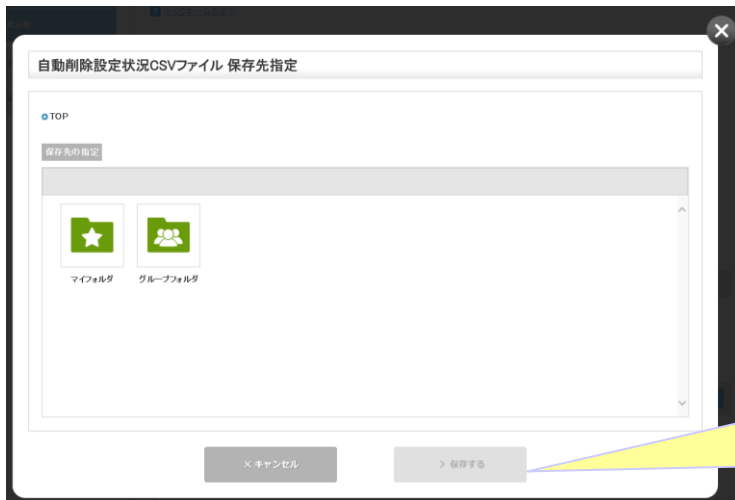 自動削除設定状況CSVファイル 保存先指定
TOP
保存先の指定
マイフォルダ
グループフォルダ
× キャンセル
> 保存する